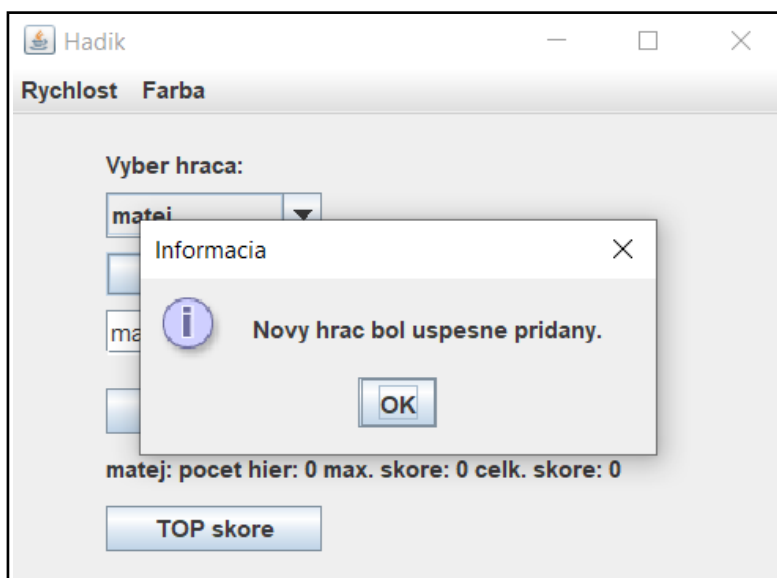 Hadik
Rychlost Farba
Vyber hraca:
matej
Informacia
Novy hrac bol uspesne pridany.
OK
matej: pocet hier: 0 max. skore: 0 celk. skore: 0
TOP skore